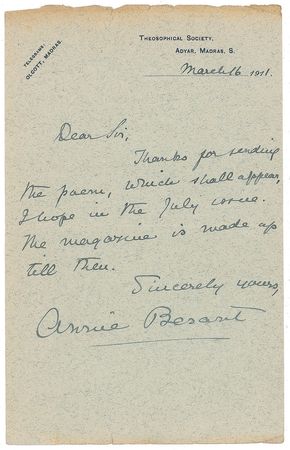 TELEGRAMS:
OLCOTT, MADRAS.
THEOSOPHICAL SOCIETY,
ADYAR, MADRAS, S.
March 16 1911.
Dear Sir,
Thanks for sending
the poem, which shall appear,
I hope in the July issue.
The magazine is made up
till then.
Sincerely yours,
Annie Besant